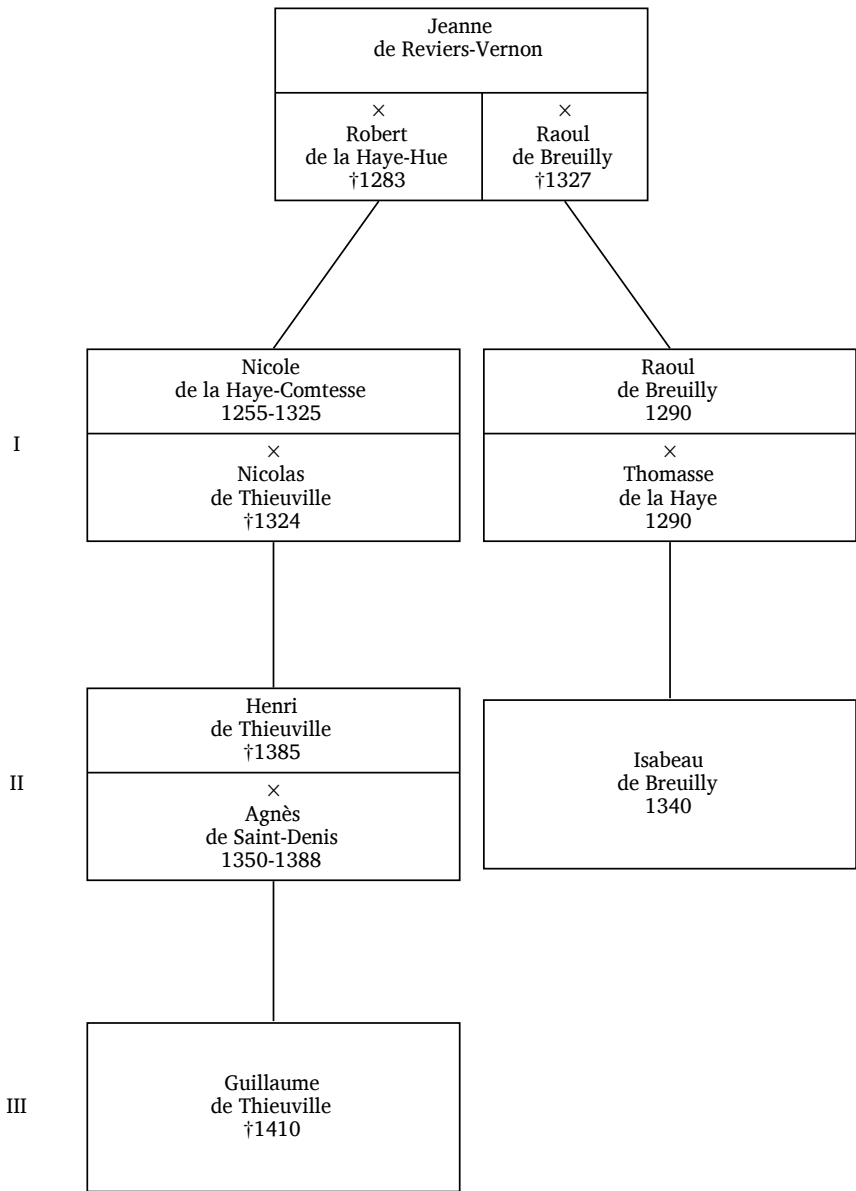 Jeanne
de Reviers-Vernon
×
Robert
de la Haye-Hue
†1283
×
Raoul
de Breuilly
†1327
I
Nicole
de la Haye-Comtesse
1255-1325
×
Nicolas
de Thieuville
†1324
Raoul
de Breuilly
1290
×
Thomasse
de la Haye
1290
II
Henri
de Thieuville
†1385
×
Agnès
de Saint-Denis
1350-1388
Isabeau
de Breuilly
1340
III
Guillaume
de Thieuville
†1410